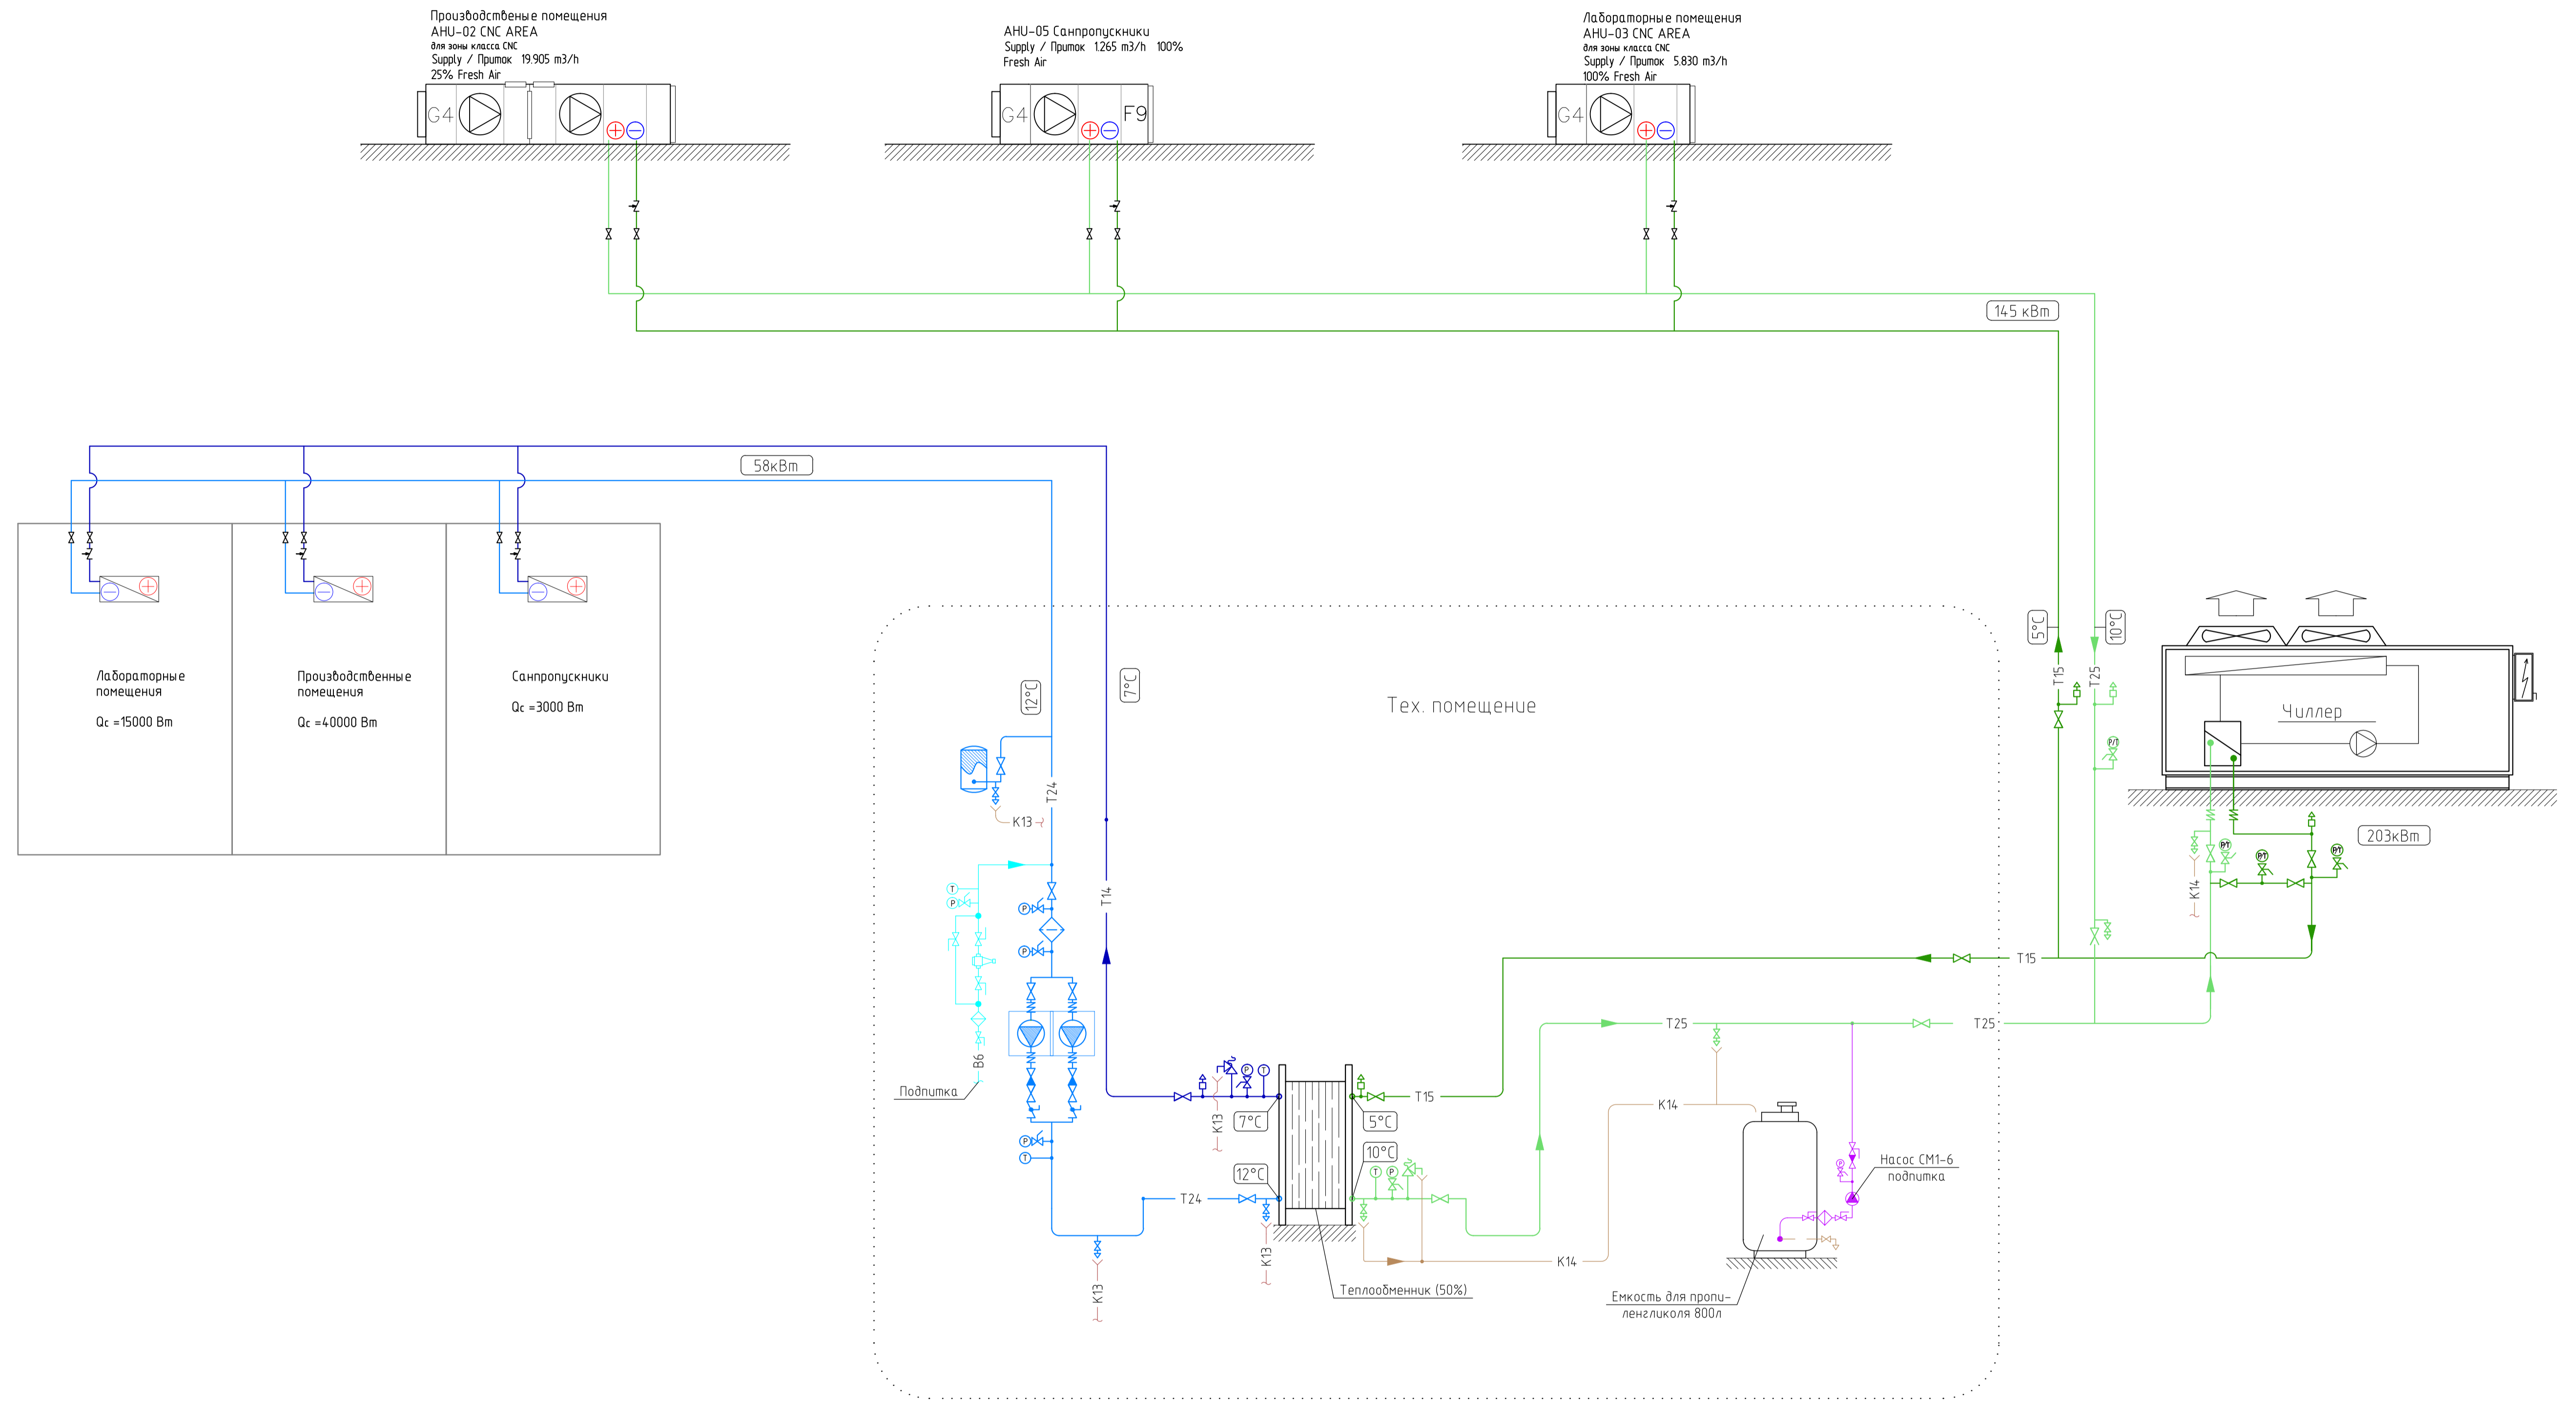 Производственые помещения
AHU-02 CNC AREA
для зоны класса CNC
Supply / Приток 19.905 m3/h
25% Fresh Air
G4
AHU-05 Санпропускники
Supply / Приток 1.265 m3/h 100%
Fresh Air
G4
F9
Лабораторные помещения
AHU-03 CNC AREA
для зоны класса CNC
Supply / Приток 5.830 m3/h
100% Fresh Air
G4
145 кВт
58кВт
Лабораторные
помещения
Qc =15000 Вт
Производственные
помещения
Qc =40000 Вт
Санпропускники
Qc =3000 Вт
12°C
7°C
Тех. помещение
5°C
10°C
T15
T25
P/T
Чиллер
203кВт
P/T
P/T
P/T
K14
T24
K13
T14
T
P
P
P
B6
Подпитка
P
T
T15
T25
T25
P
T
K13
7°C
T15
5°C
K14
10°C
12°C
T
P
T24
K13
K13
K14
P
Насос CM1-6
подпитка
Теплообменник (50%)
Емкость для пропи-
ленгликоля 800л